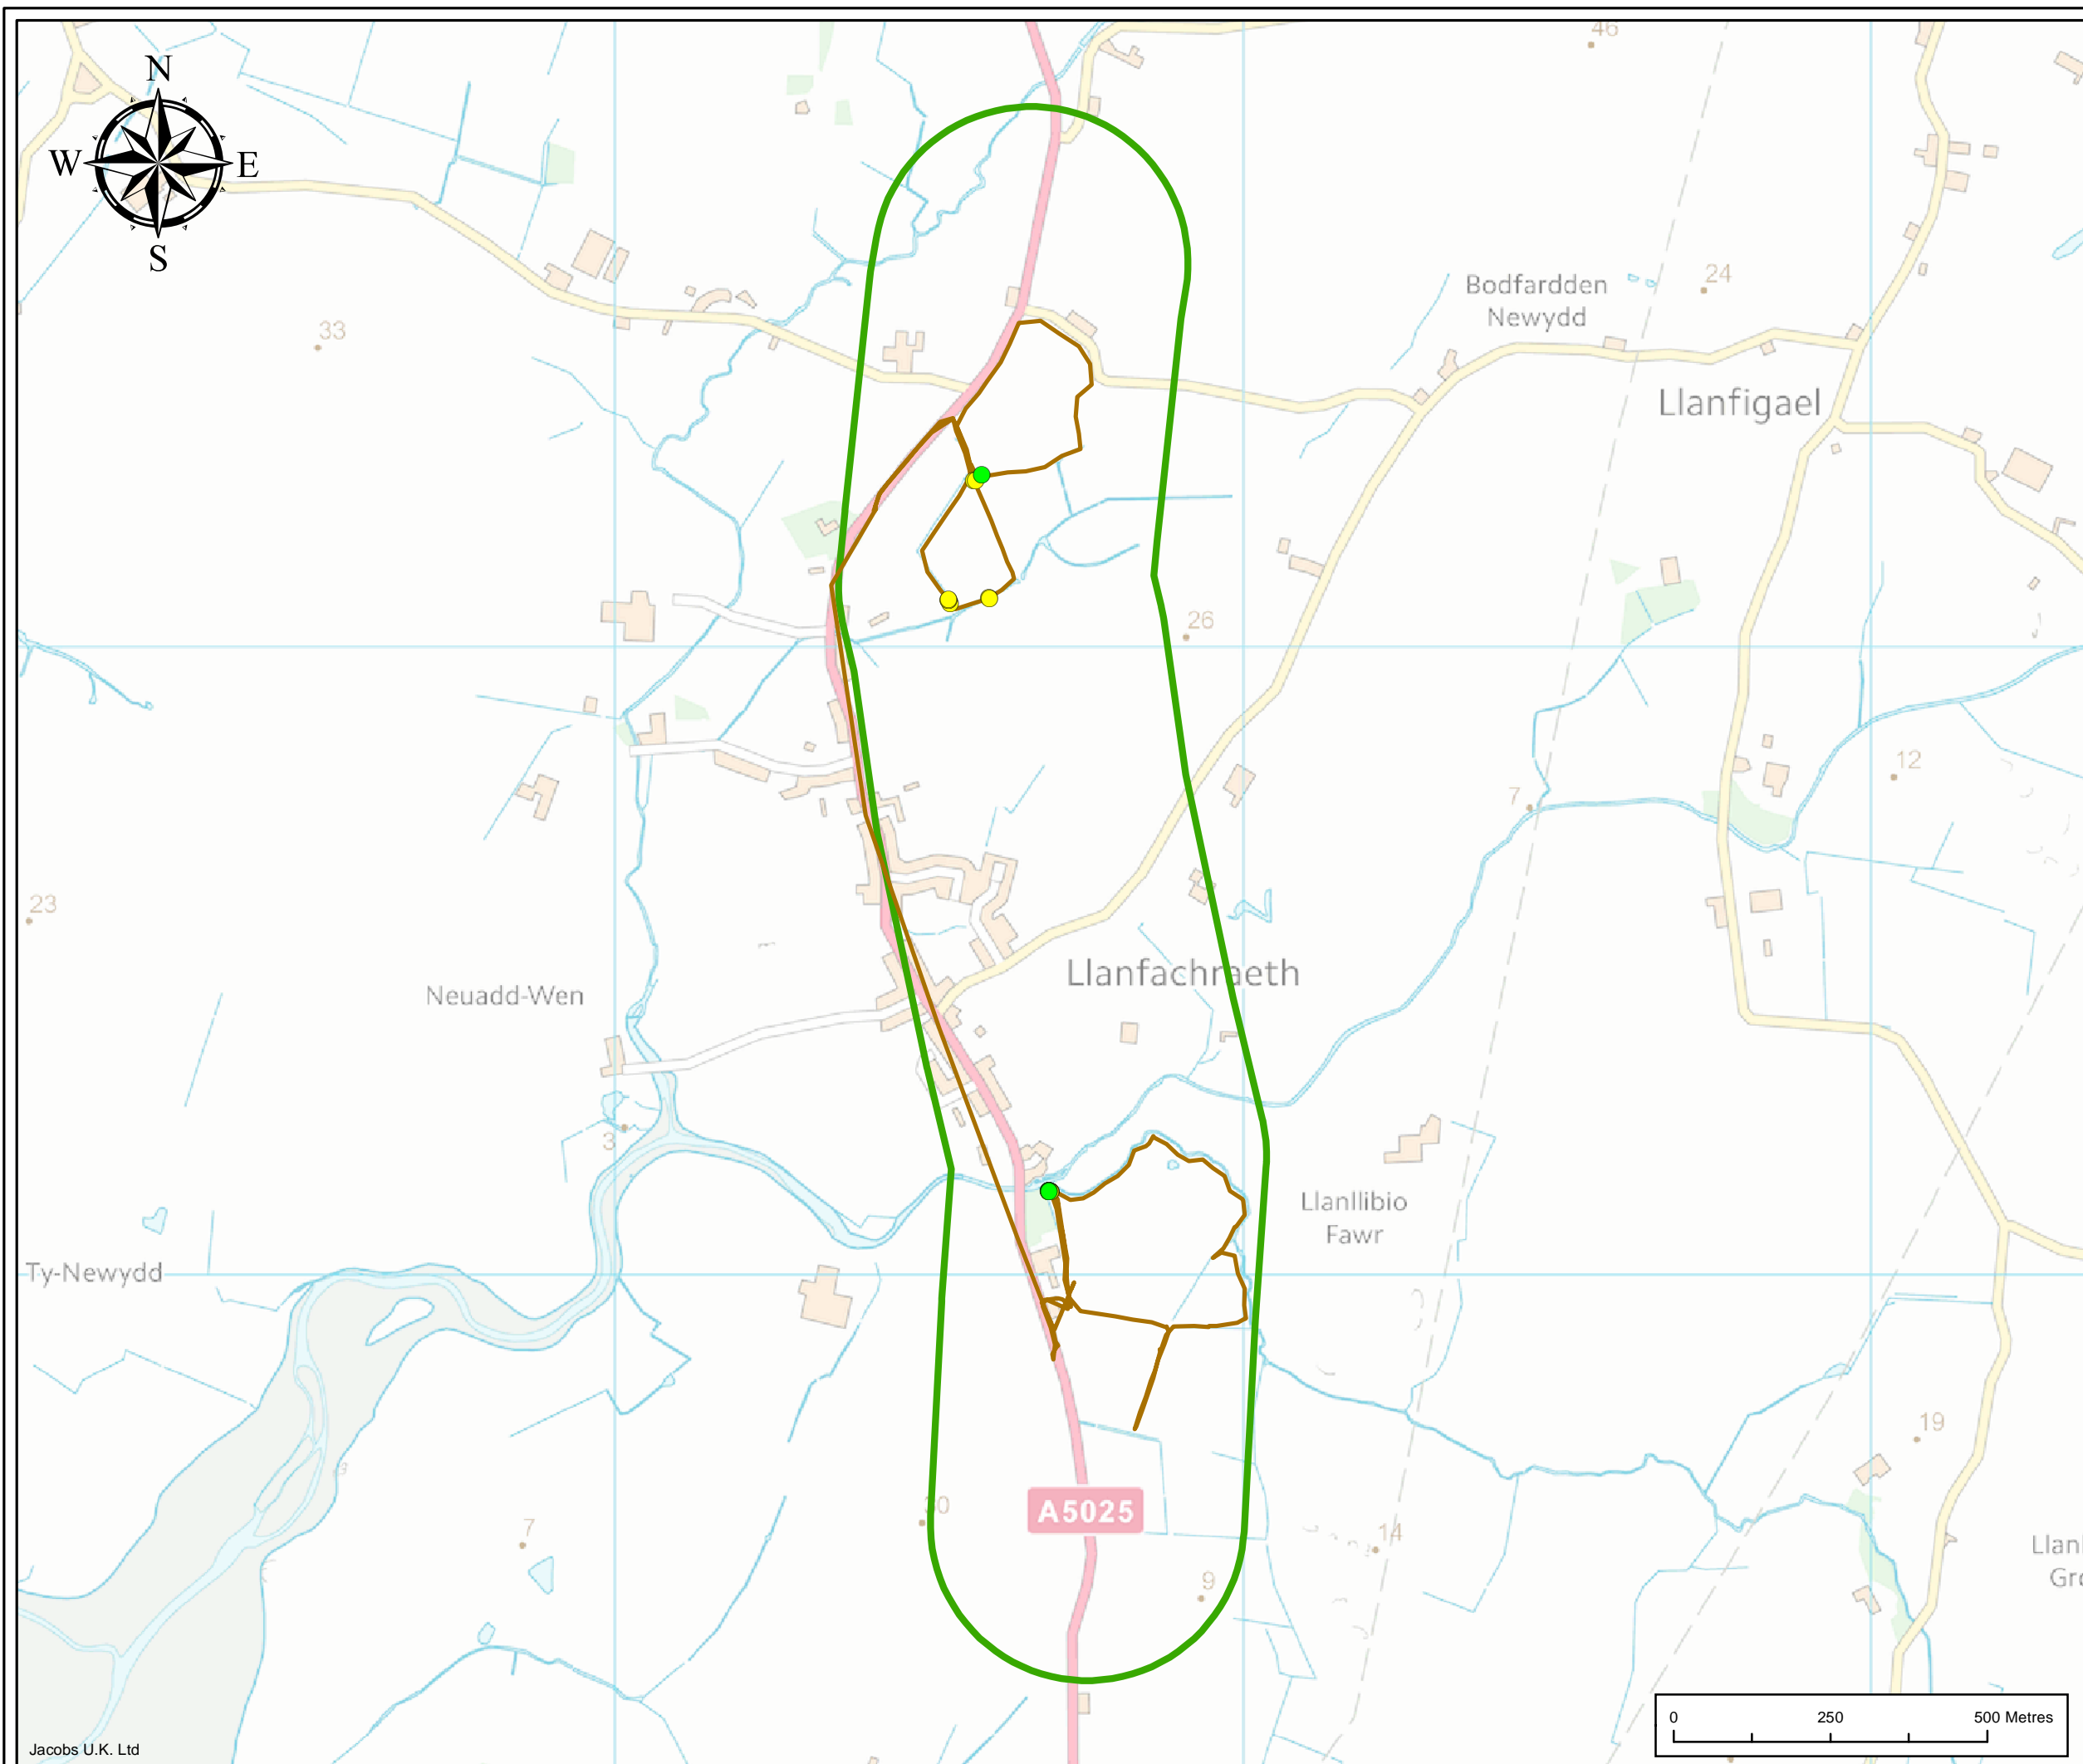 46
N
W E
S
Bodfardden
Newydd
24
33
Llanfigael
26
12
7
23
Llanfachraeth
Neuadd-Wen
3
Llanllibio
Fawr
Ty-Newydd
19
A5025
7
14
9
0 250 500 Metres
Jacobs U.K. Ltd